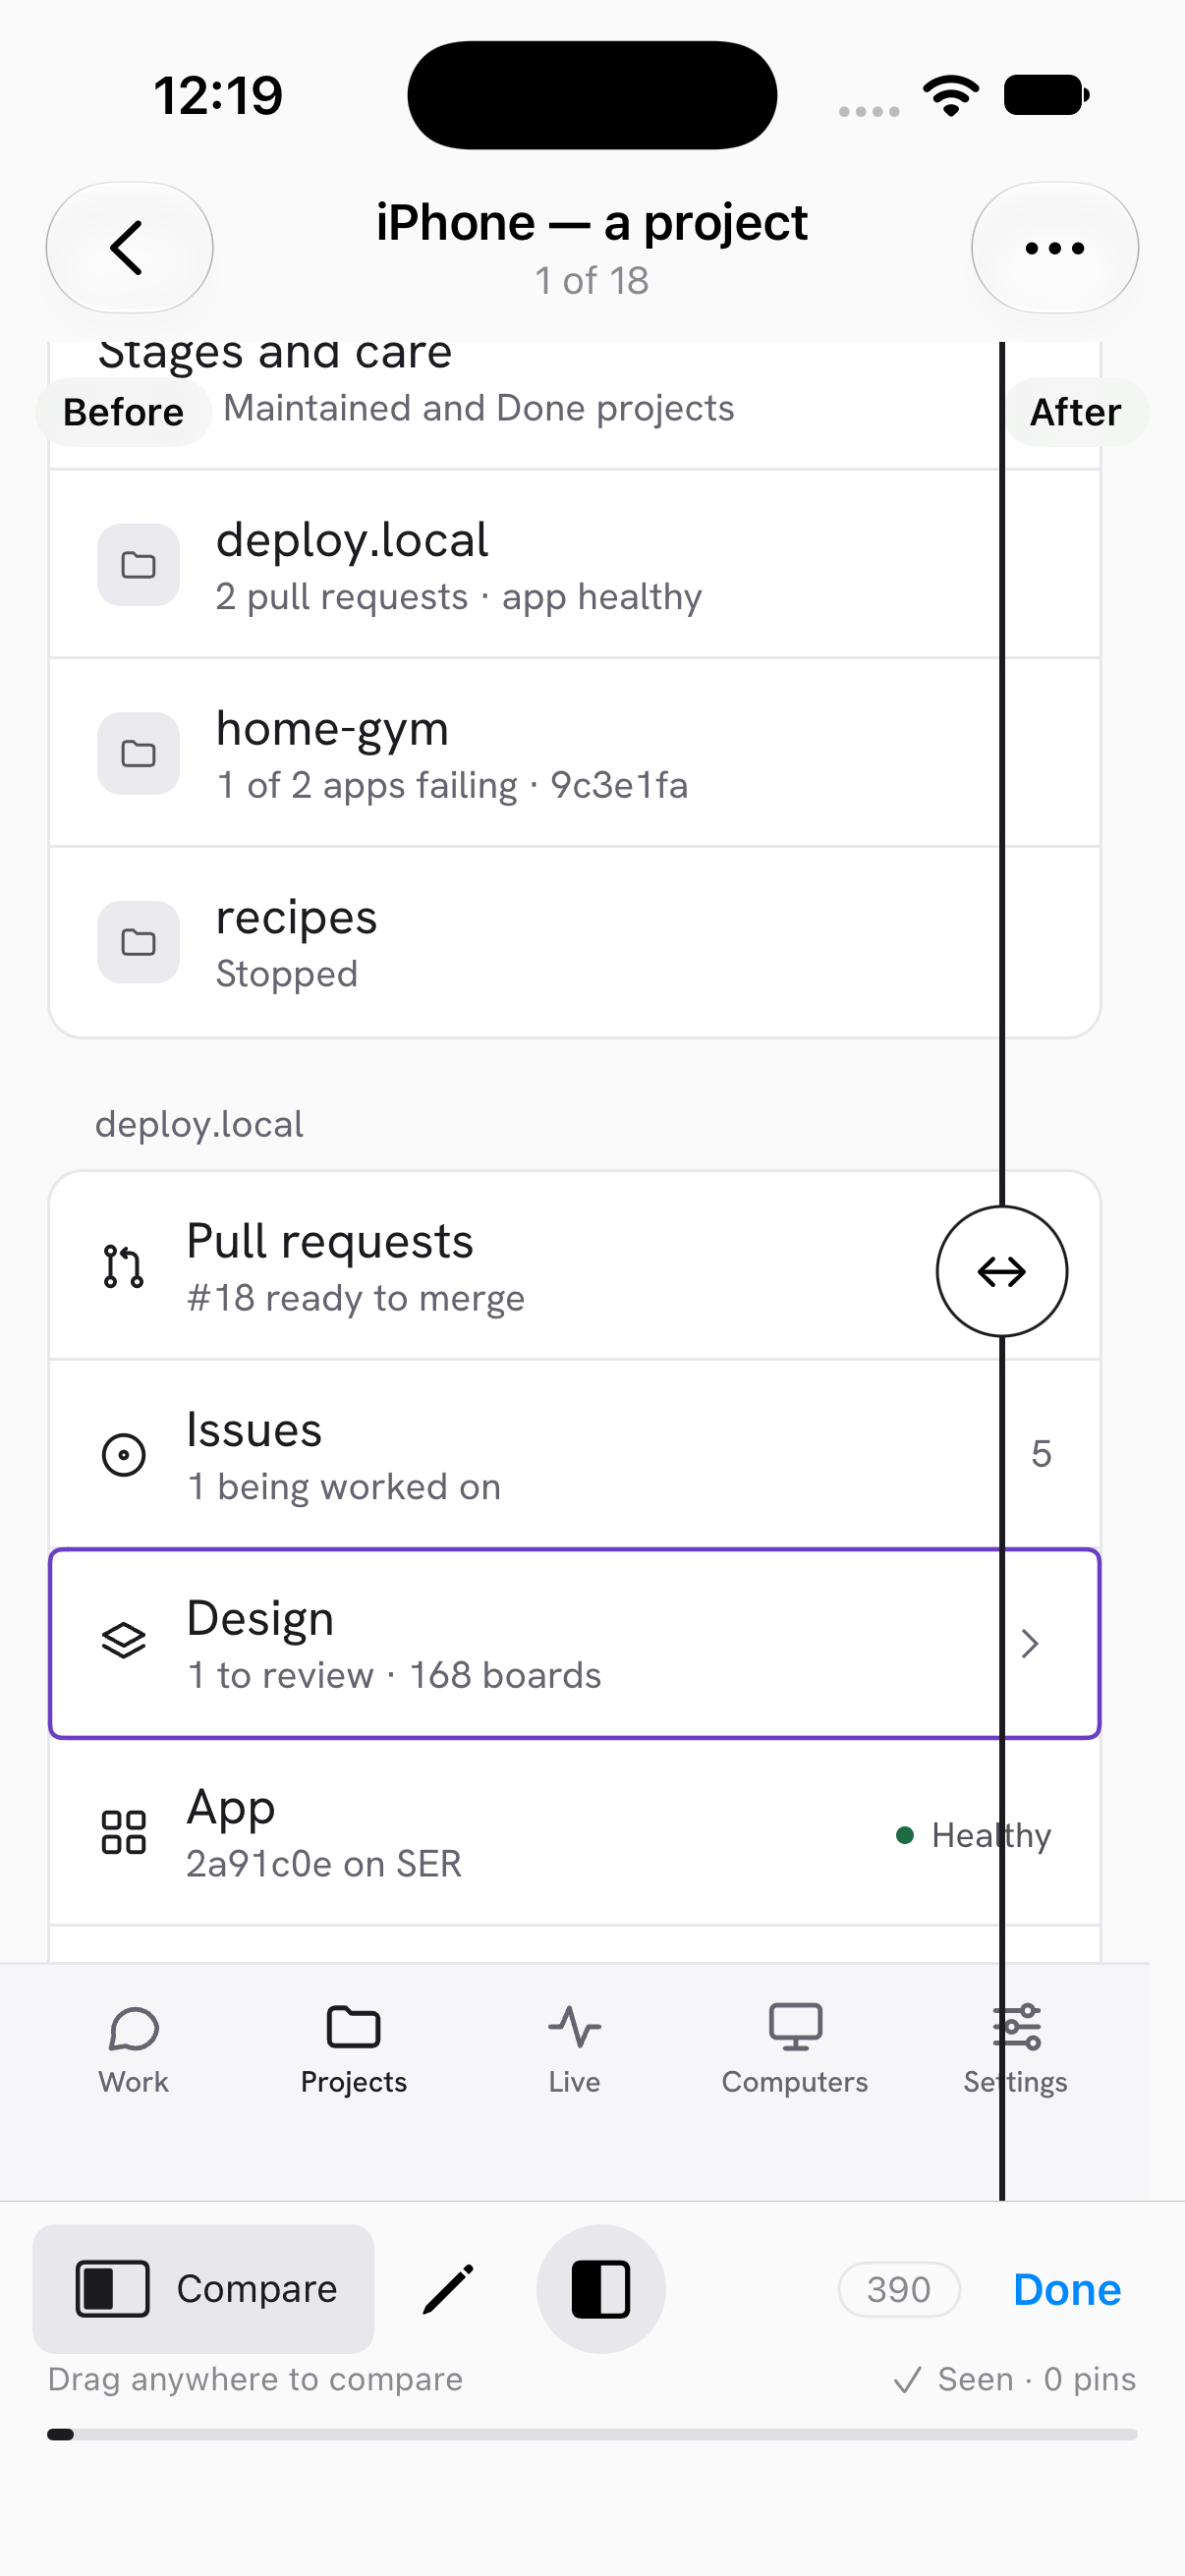 12:19
iPhone — a project
1 of 18
Stages and care
Before
Maintained and Done projects
After
deploy.local
2 pull requests · app healthy
home-gym
1 of 2 apps failing · 9c3e1fa
recipes
Stopped
deploy.local
Pull requests
#18 ready to merge
Issues
1 being worked on
5
Design
1 to review · 168 boards
App
2a91c0e on SER
Healthy
Work
Projects
Live
Computers
Settings
Compare
390
Done
Drag anywhere to compare
Seen · 0 pins